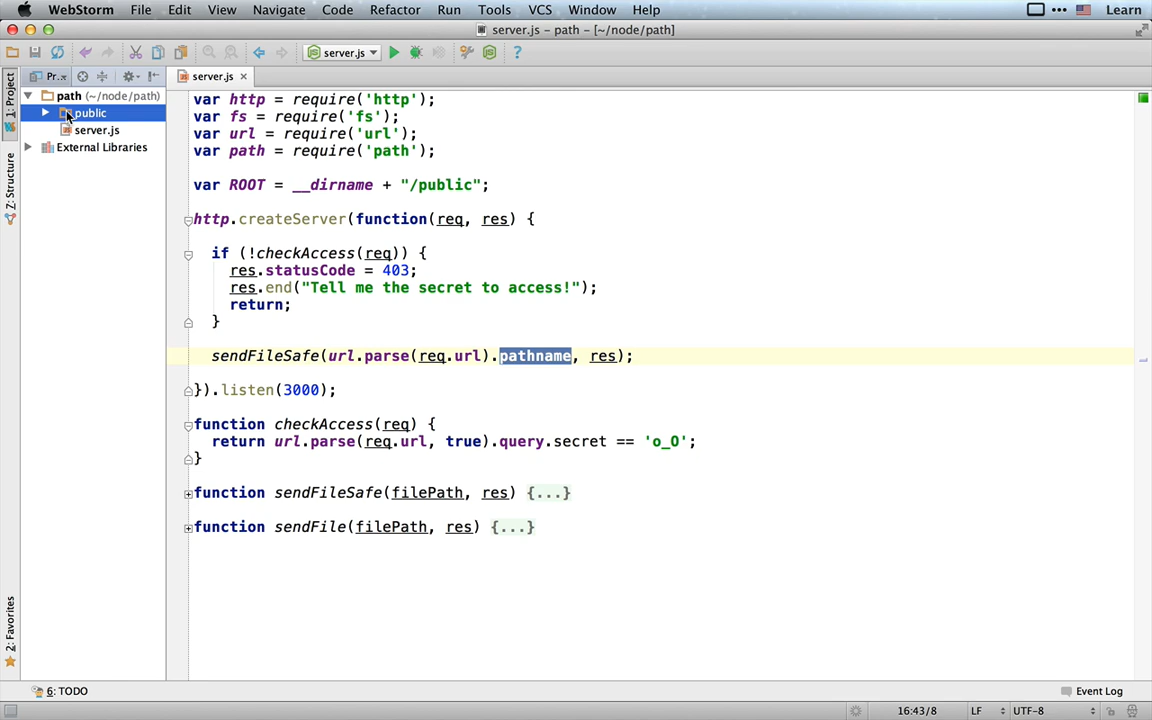 WebStorm File Edit View Navigate Code Refactor Run Tools VCS Window Help Learn
server.js – path – [~/node/path]
server.js
Pr.. server.js
1: Project
path (~/node/path)
public
server.js
External Libraries
Z: Structure
2: Favorites
var http = require('http');
var fs = require('fs');
var url = require('url');
var path = require('path');
var ROOT = __dirname + "/public";
http.createServer(function(req, res) {
if (!checkAccess(req)) {
res.statusCode = 403;
res.end("Tell me the secret to access!");
return;
}
sendFileSafe(url.parse(req.url).pathname, res);
}).listen(3000);
function checkAccess(req) {
return url.parse(req.url, true).query.secret == 'o_O';
}
function sendFileSafe(filePath, res) {...}
function sendFile(filePath, res) {...}
6: TODO Event Log
16:43/8 LF UTF-8